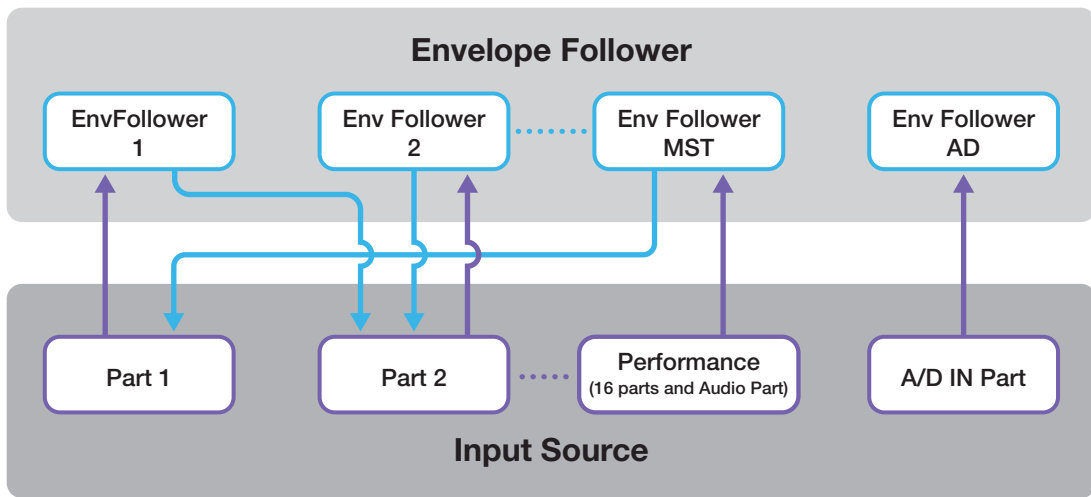 Envelope Follower
EnvFollower
1
Env Follower
2
Env Follower
MST
Env Follower
AD
Part 1
Part 2
Performance
(16 parts and Audio Part)
A/D IN Part
Input Source